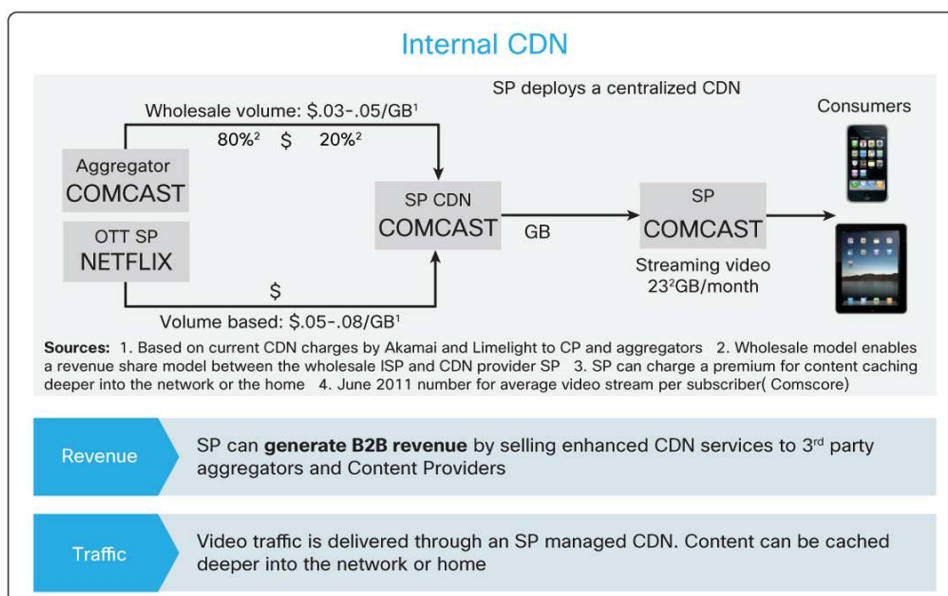 Internal CDN
SP deploys a centralized CDN
Wholesale volume: $.03-.05/GB¹
80%² $ 20%²
Consumers
Aggregator
COMCAST
OTT SP
NETFLIX
SP CDN
COMCAST
GB
SP
COMCAST
Streaming video
23²GB/month
$
Volume based: $.05-.08/GB¹
Sources: 1. Based on current CDN charges by Akamai and Limelight to CP and aggregators 2. Wholesale model enables
a revenue share model between the wholesale ISP and CDN provider SP 3. SP can charge a premium for content caching
deeper into the network or the home 4. June 2011 number for average video stream per subscriber( Comscore)
Revenue
SP can generate B2B revenue by selling enhanced CDN services to 3rd party
aggregators and Content Providers
Traffic
Video traffic is delivered through an SP managed CDN. Content can be cached
deeper into the network or home